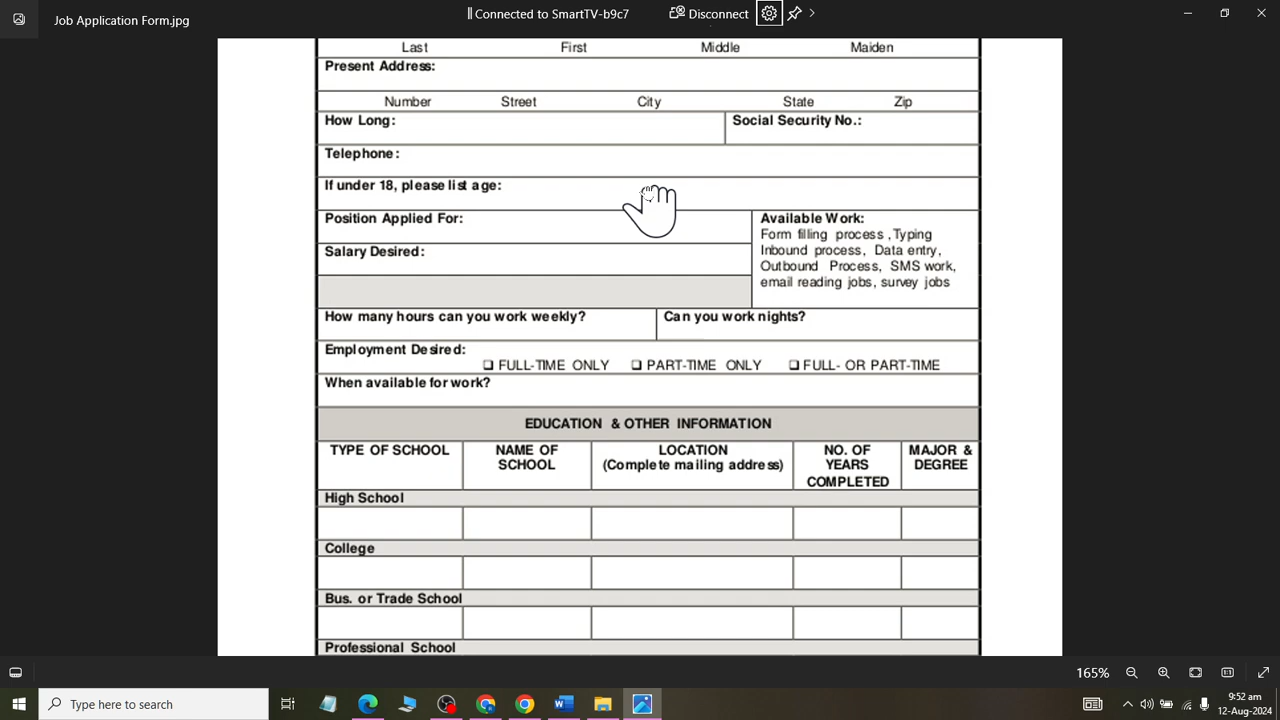 Job Application Form.jpg
Connected to SmartTV-b9c7 Disconnect
Last First Middle Maiden
Present Address:
Number Street City State Zip
How Long: Social Security No.:
Telephone:
If under 18, please list age:
Position Applied For: Available Work:
Form filling process ,Typing
Salary Desired: Inbound process, Data entry,
Outbound Process, SMS work,
email reading jobs, survey jobs
How many hours can you work weekly? Can you work nights?
Employment Desired:
❑ FULL-TIME ONLY ❑ PART-TIME ONLY ❑ FULL- OR PART-TIME
When available for work?
EDUCATION & OTHER INFORMATION
TYPE OF SCHOOL NAME OF SCHOOL LOCATION (Complete mailing address) NO. OF YEARS COMPLETED MAJOR & DEGREE
High School
College
Bus. or Trade School
Professional School
165%
Type here to search
9:52 am
12-Aug-2024